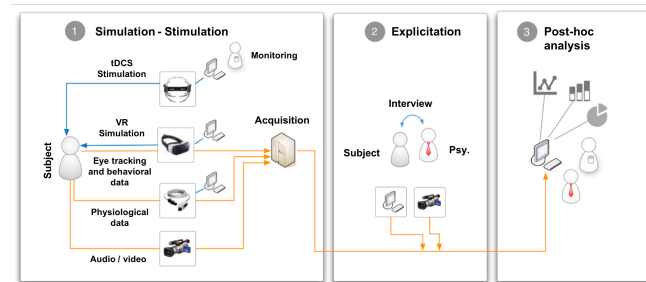 1 Simulation - Stimulation
tDCS
Stimulation
Monitoring
VR
Simulation
Acquisition
Subject
Eye tracking
and behavioral
data
Physiological
data
Audio / video
2 Explicitation
Interview
Subject
Psy.
3 Post-hoc
analysis